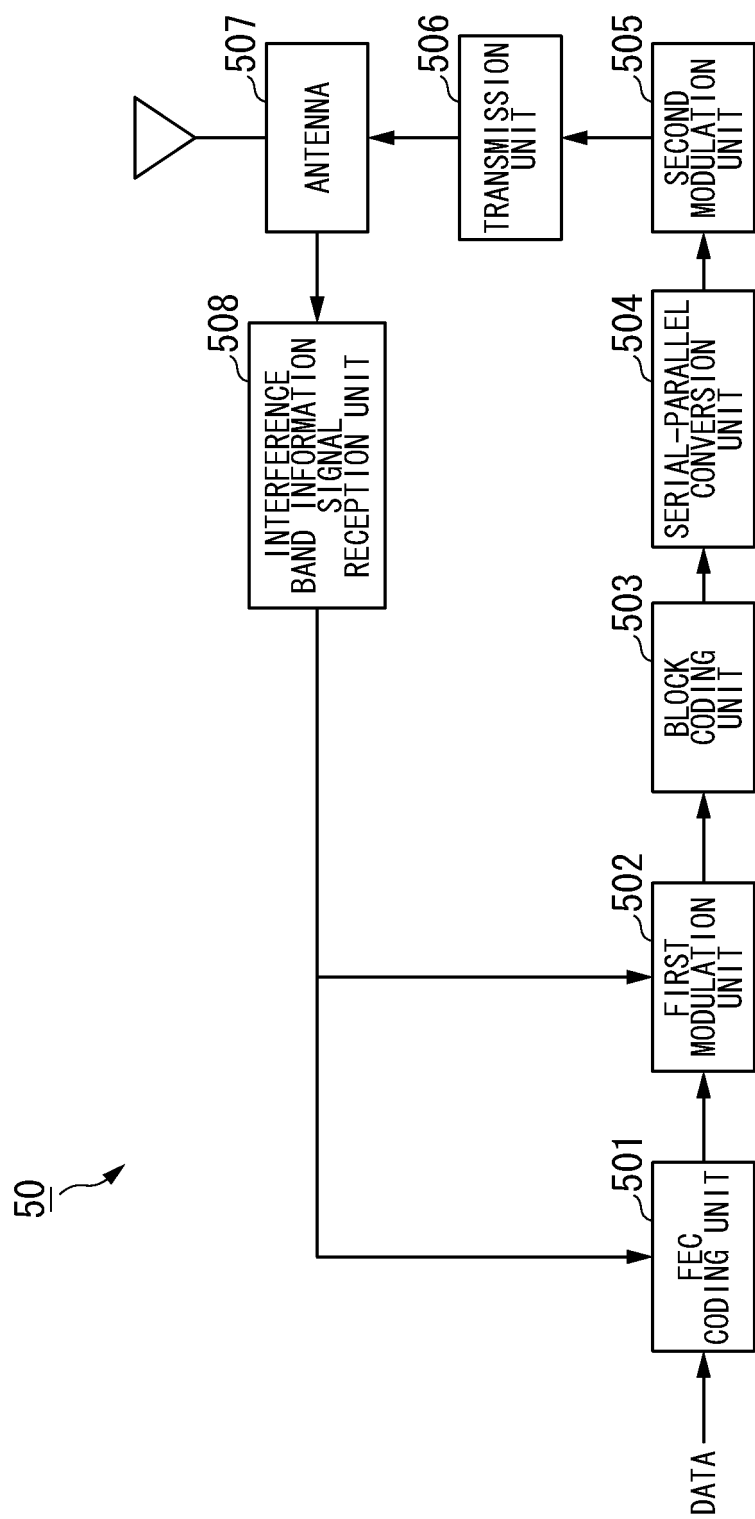 50
507
ANTENNA
508
INTERFERENCE
BAND INFORMATION
SIGNAL
RECEPTION UNIT
506
TRANSMISSION
UNIT
DATA
501
FEC
CODING UNIT
502
FIRST
MODULATION
UNIT
503
BLOCK
CODING
UNIT
504
SERIAL-PARALLEL
CONVERSION
UNIT
505
SECOND
MODULATION
UNIT